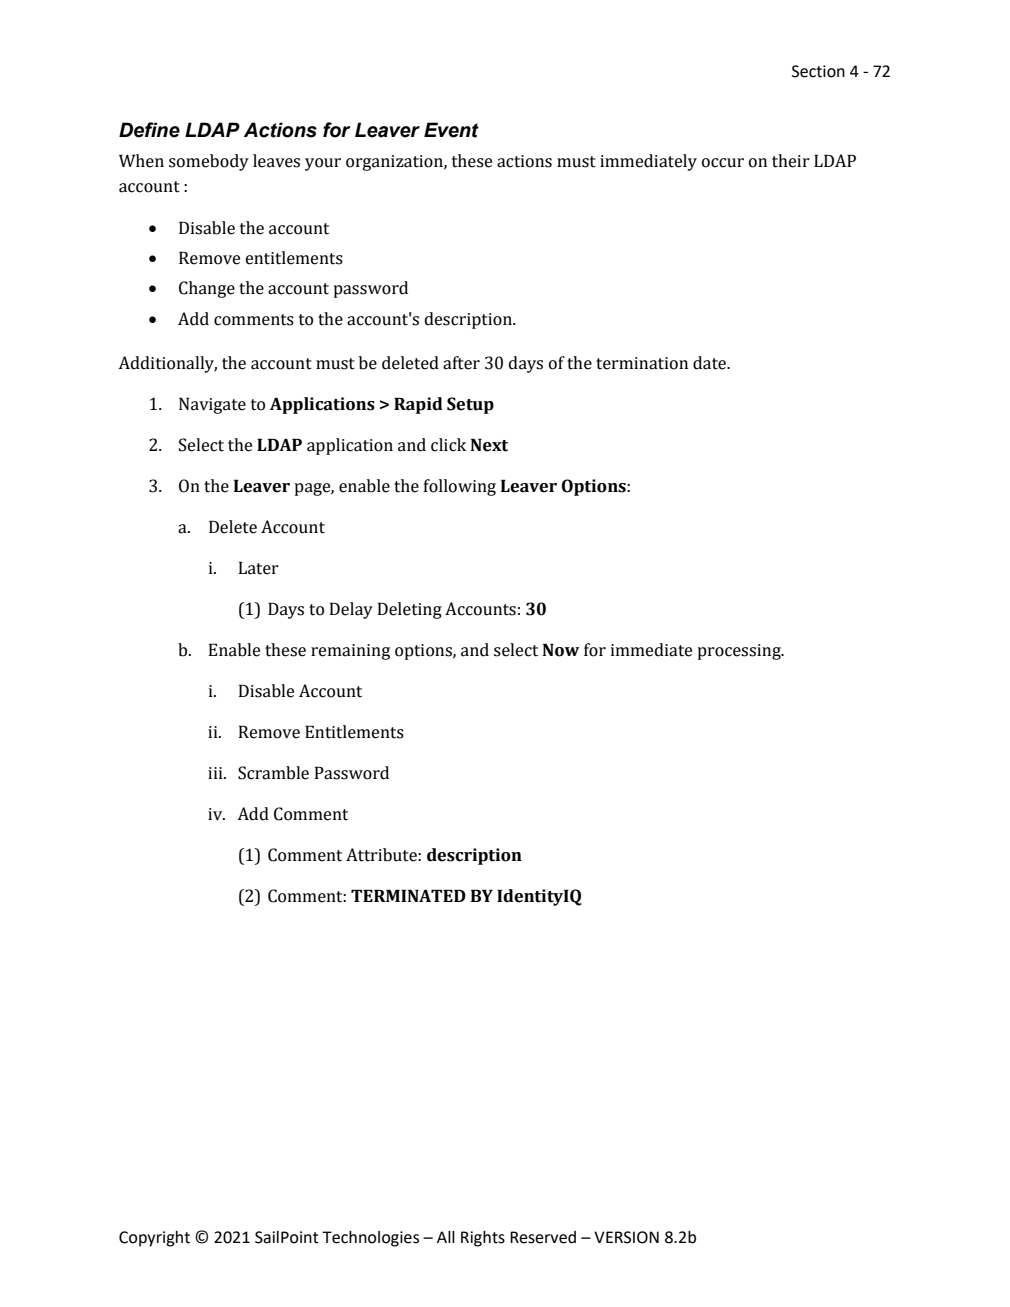 Section 4 - 72
Define LDAP Actions for Leaver Event
When somebody leaves your organization, these actions must immediately occur on their LDAP
account :
• Disable the account
• Remove entitlements
• Change the account password
• Add comments to the account's description.
Additionally, the account must be deleted after 30 days of the termination date.
1. Navigate to Applications > Rapid Setup
2. Select the LDAP application and click Next
3. On the Leaver page, enable the following Leaver Options:
a. Delete Account
i. Later
(1) Days to Delay Deleting Accounts: 30
b. Enable these remaining options, and select Now for immediate processing.
i. Disable Account
ii. Remove Entitlements
iii. Scramble Password
iv. Add Comment
(1) Comment Attribute: description
(2) Comment: TERMINATED BY IdentityIQ
Copyright © 2021 SailPoint Technologies – All Rights Reserved – VERSION 8.2b